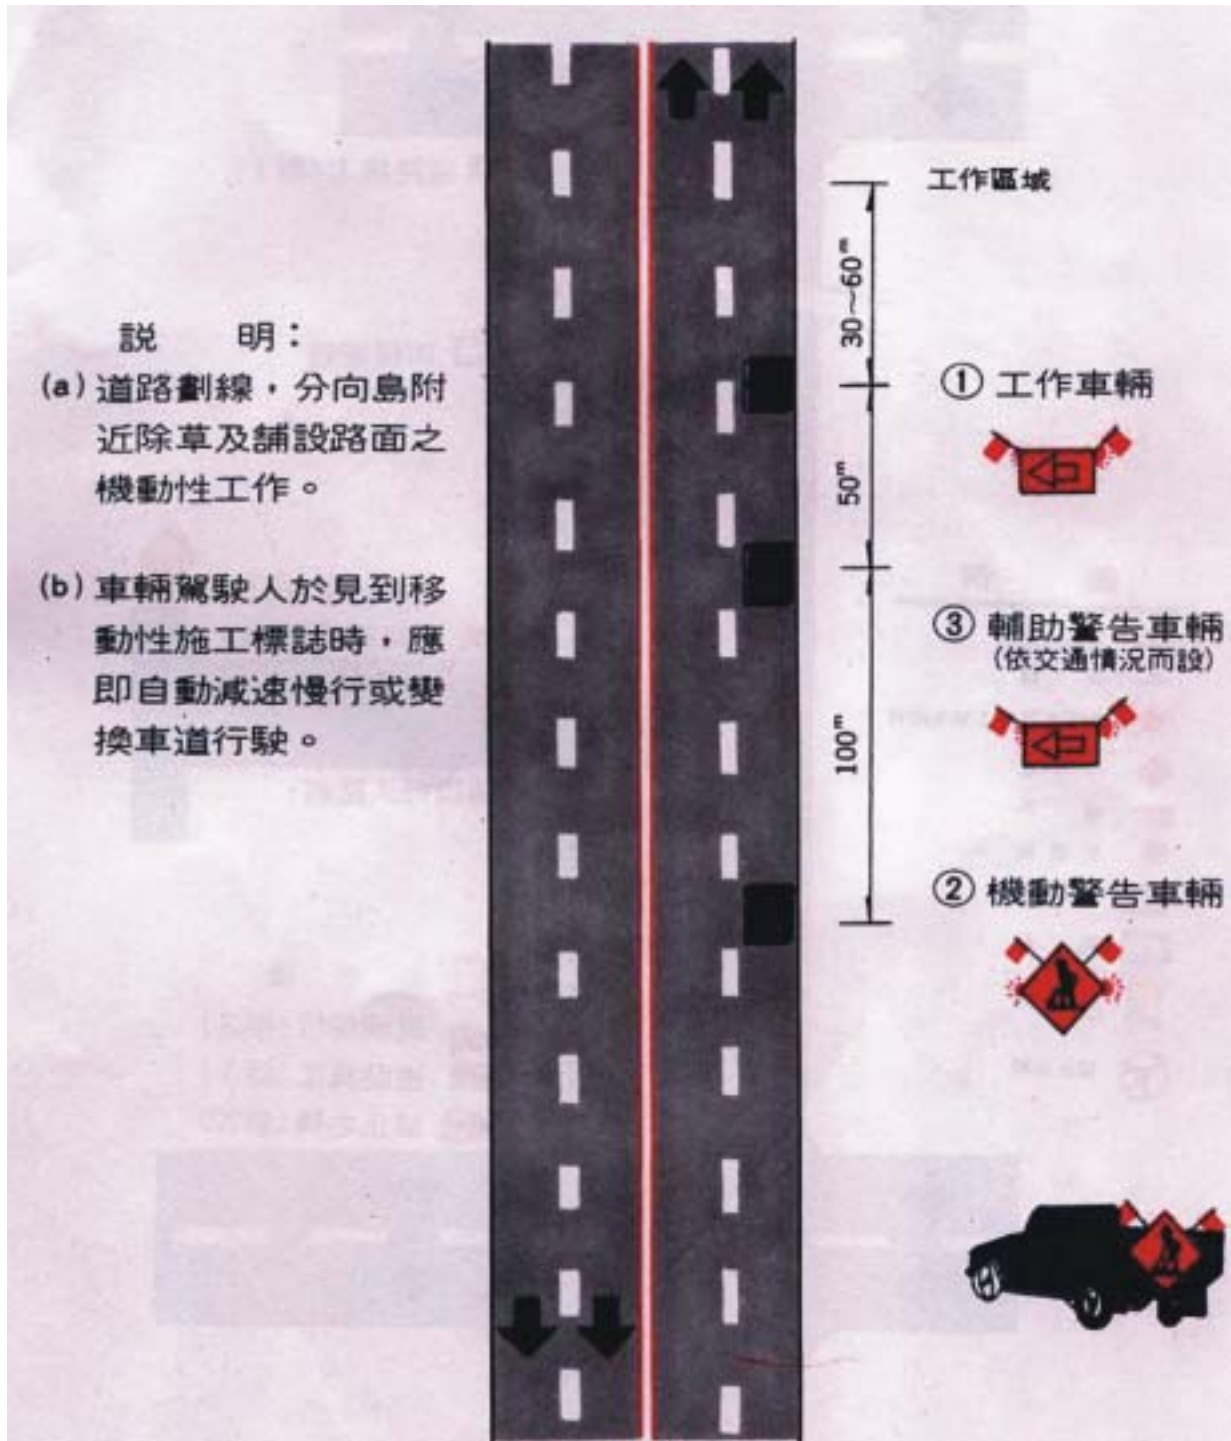 說 明：
(a) 道路劃線，分向島附
近除草及舖設路面之
機動性工作。
(b) 車輛駕駛人於見到移
動性施工標誌時，應
即自動減速慢行或變
換車道行駛。
工作區域
30~60m
① 工作車輛
50m
③ 輔助警告車輛
(依交通情況而設)
100m
② 機動警告車輛